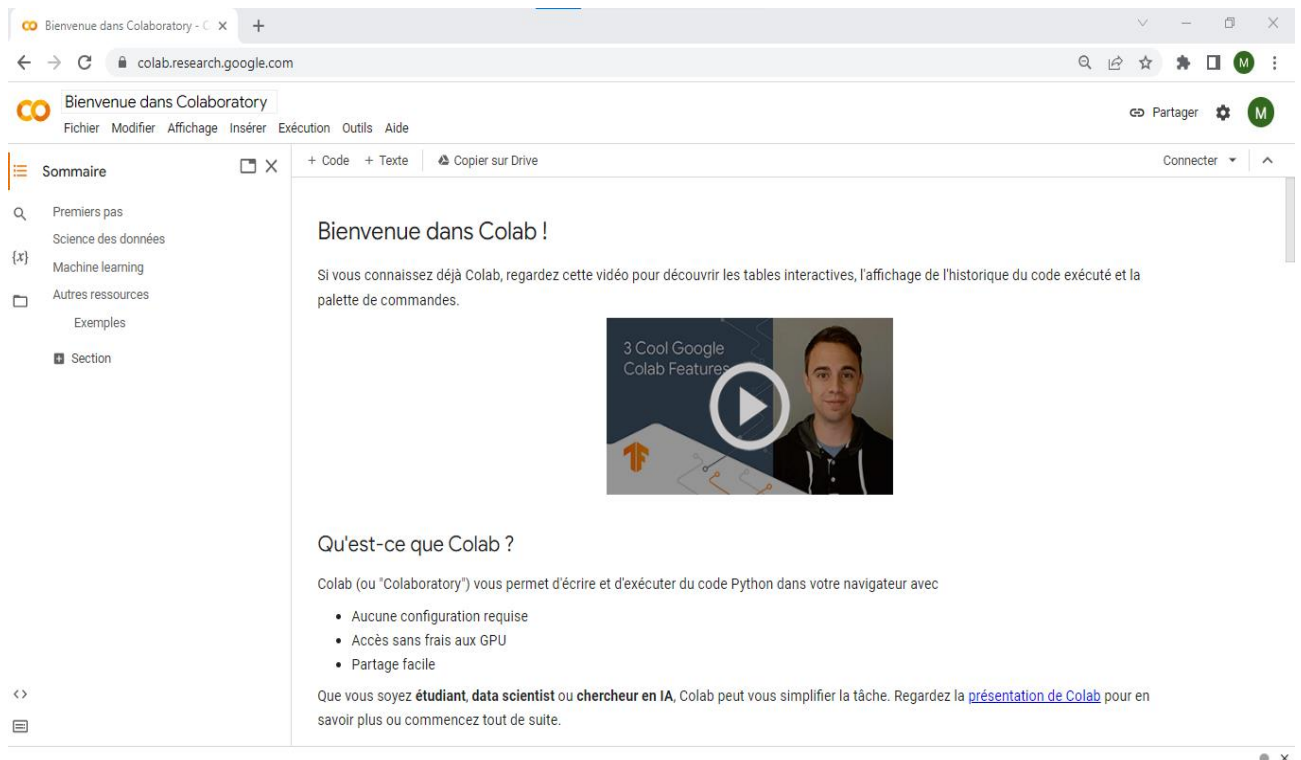 Bienvenue dans Colaboratory - C
colab.research.google.com
M
Bienvenue dans Colaboratory
Fichier Modifier Affichage Insérer Exécution Outils Aide
Partager
M
Sommaire
+ Code + Texte Copier sur Drive
Connecter
Premiers pas
Science des données
{x}
Machine learning
Autres ressources
Exemples
Section
Bienvenue dans Colab !
Si vous connaissez déjà Colab, regardez cette vidéo pour découvrir les tables interactives, l'affichage de l'historique du code exécuté et la
palette de commandes.
3 Cool Google
Colab Features
Qu'est-ce que Colab ?
Colab (ou "Colaboratory") vous permet d'écrire et d'exécuter du code Python dans votre navigateur avec
• Aucune configuration requise
• Accès sans frais aux GPU
• Partage facile
Que vous soyez étudiant, data scientist ou chercheur en IA, Colab peut vous simplifier la tâche. Regardez la présentation de Colab pour en
savoir plus ou commencez tout de suite.